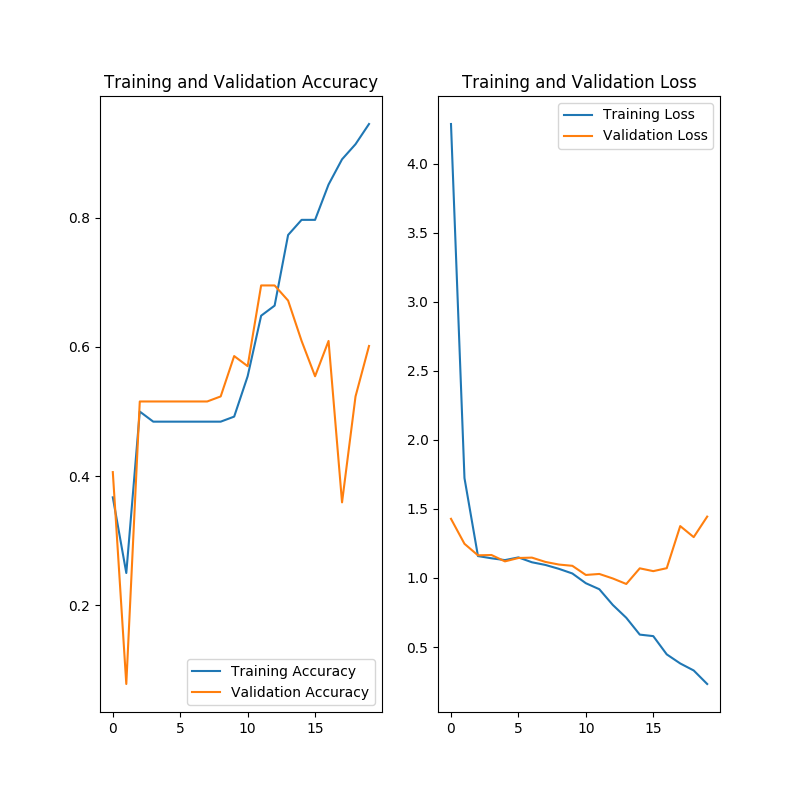 Training and Validation Accuracy
0.8
0.6
0.4
0.2
Training Accuracy
Validation Accuracy
0 5 10 15
Training and Validation Loss
Training Loss
Validation Loss
4.0
3.5
3.0
2.5
2.0
1.5
1.0
0.5
0 5 10 15